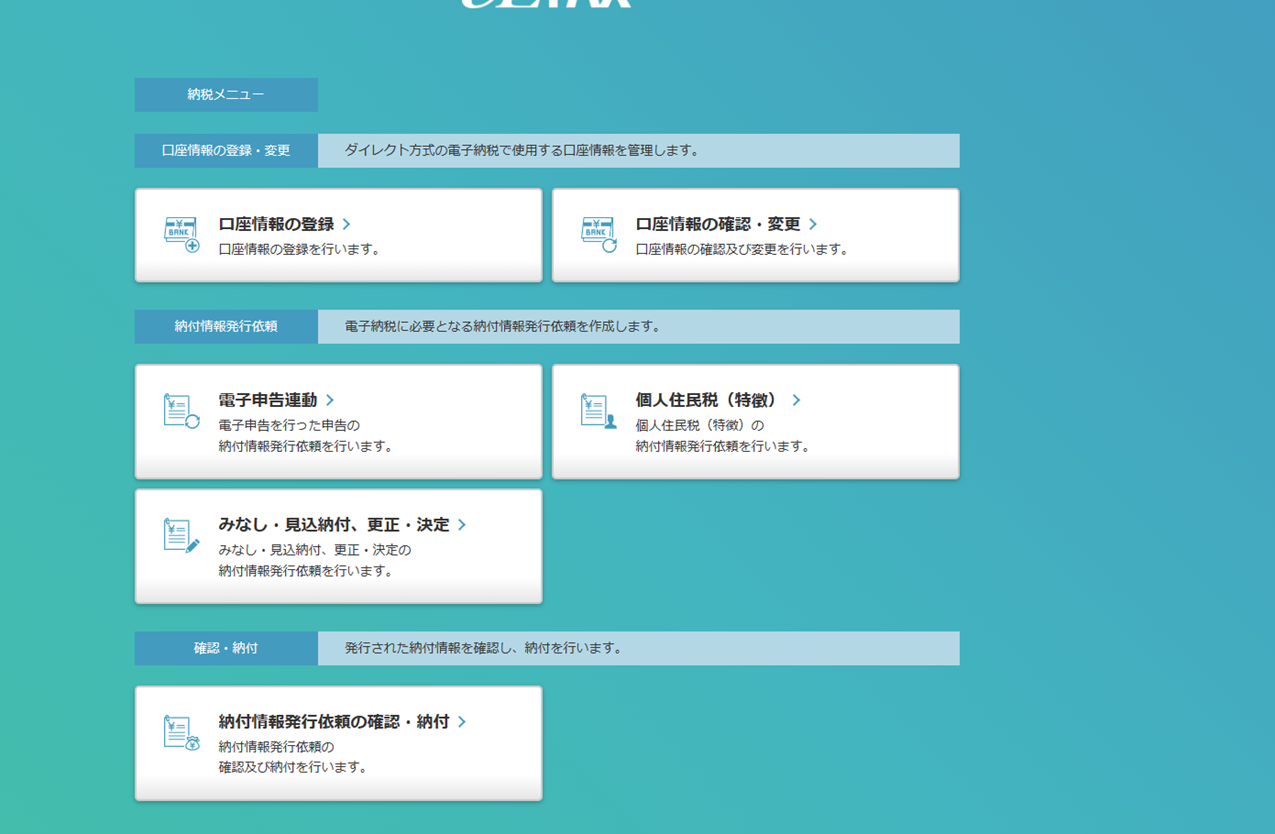 納税メニュー
口座情報の登録・変更
ダイレクト方式の電子納税で使用する口座情報を管理します。
口座情報の登録
口座情報の登録を行います。
口座情報の確認・変更
口座情報の確認及び変更を行います。
納付情報発行依頼
電子納税に必要となる納付情報発行依頼を作成します。
電子申告連動
電子申告を行った申告の
納付情報発行依頼を行います。
個人住民税（特徴）
個人住民税（特徴）の
納付情報発行依頼を行います。
みなし・見込納付、更正・決定
みなし・見込納付、更正・決定の
納付情報発行依頼を行います。
確認・納付
発行された納付情報を確認し、納付を行います。
納付情報発行依頼の確認・納付
納付情報発行依頼の
確認及び納付を行います。